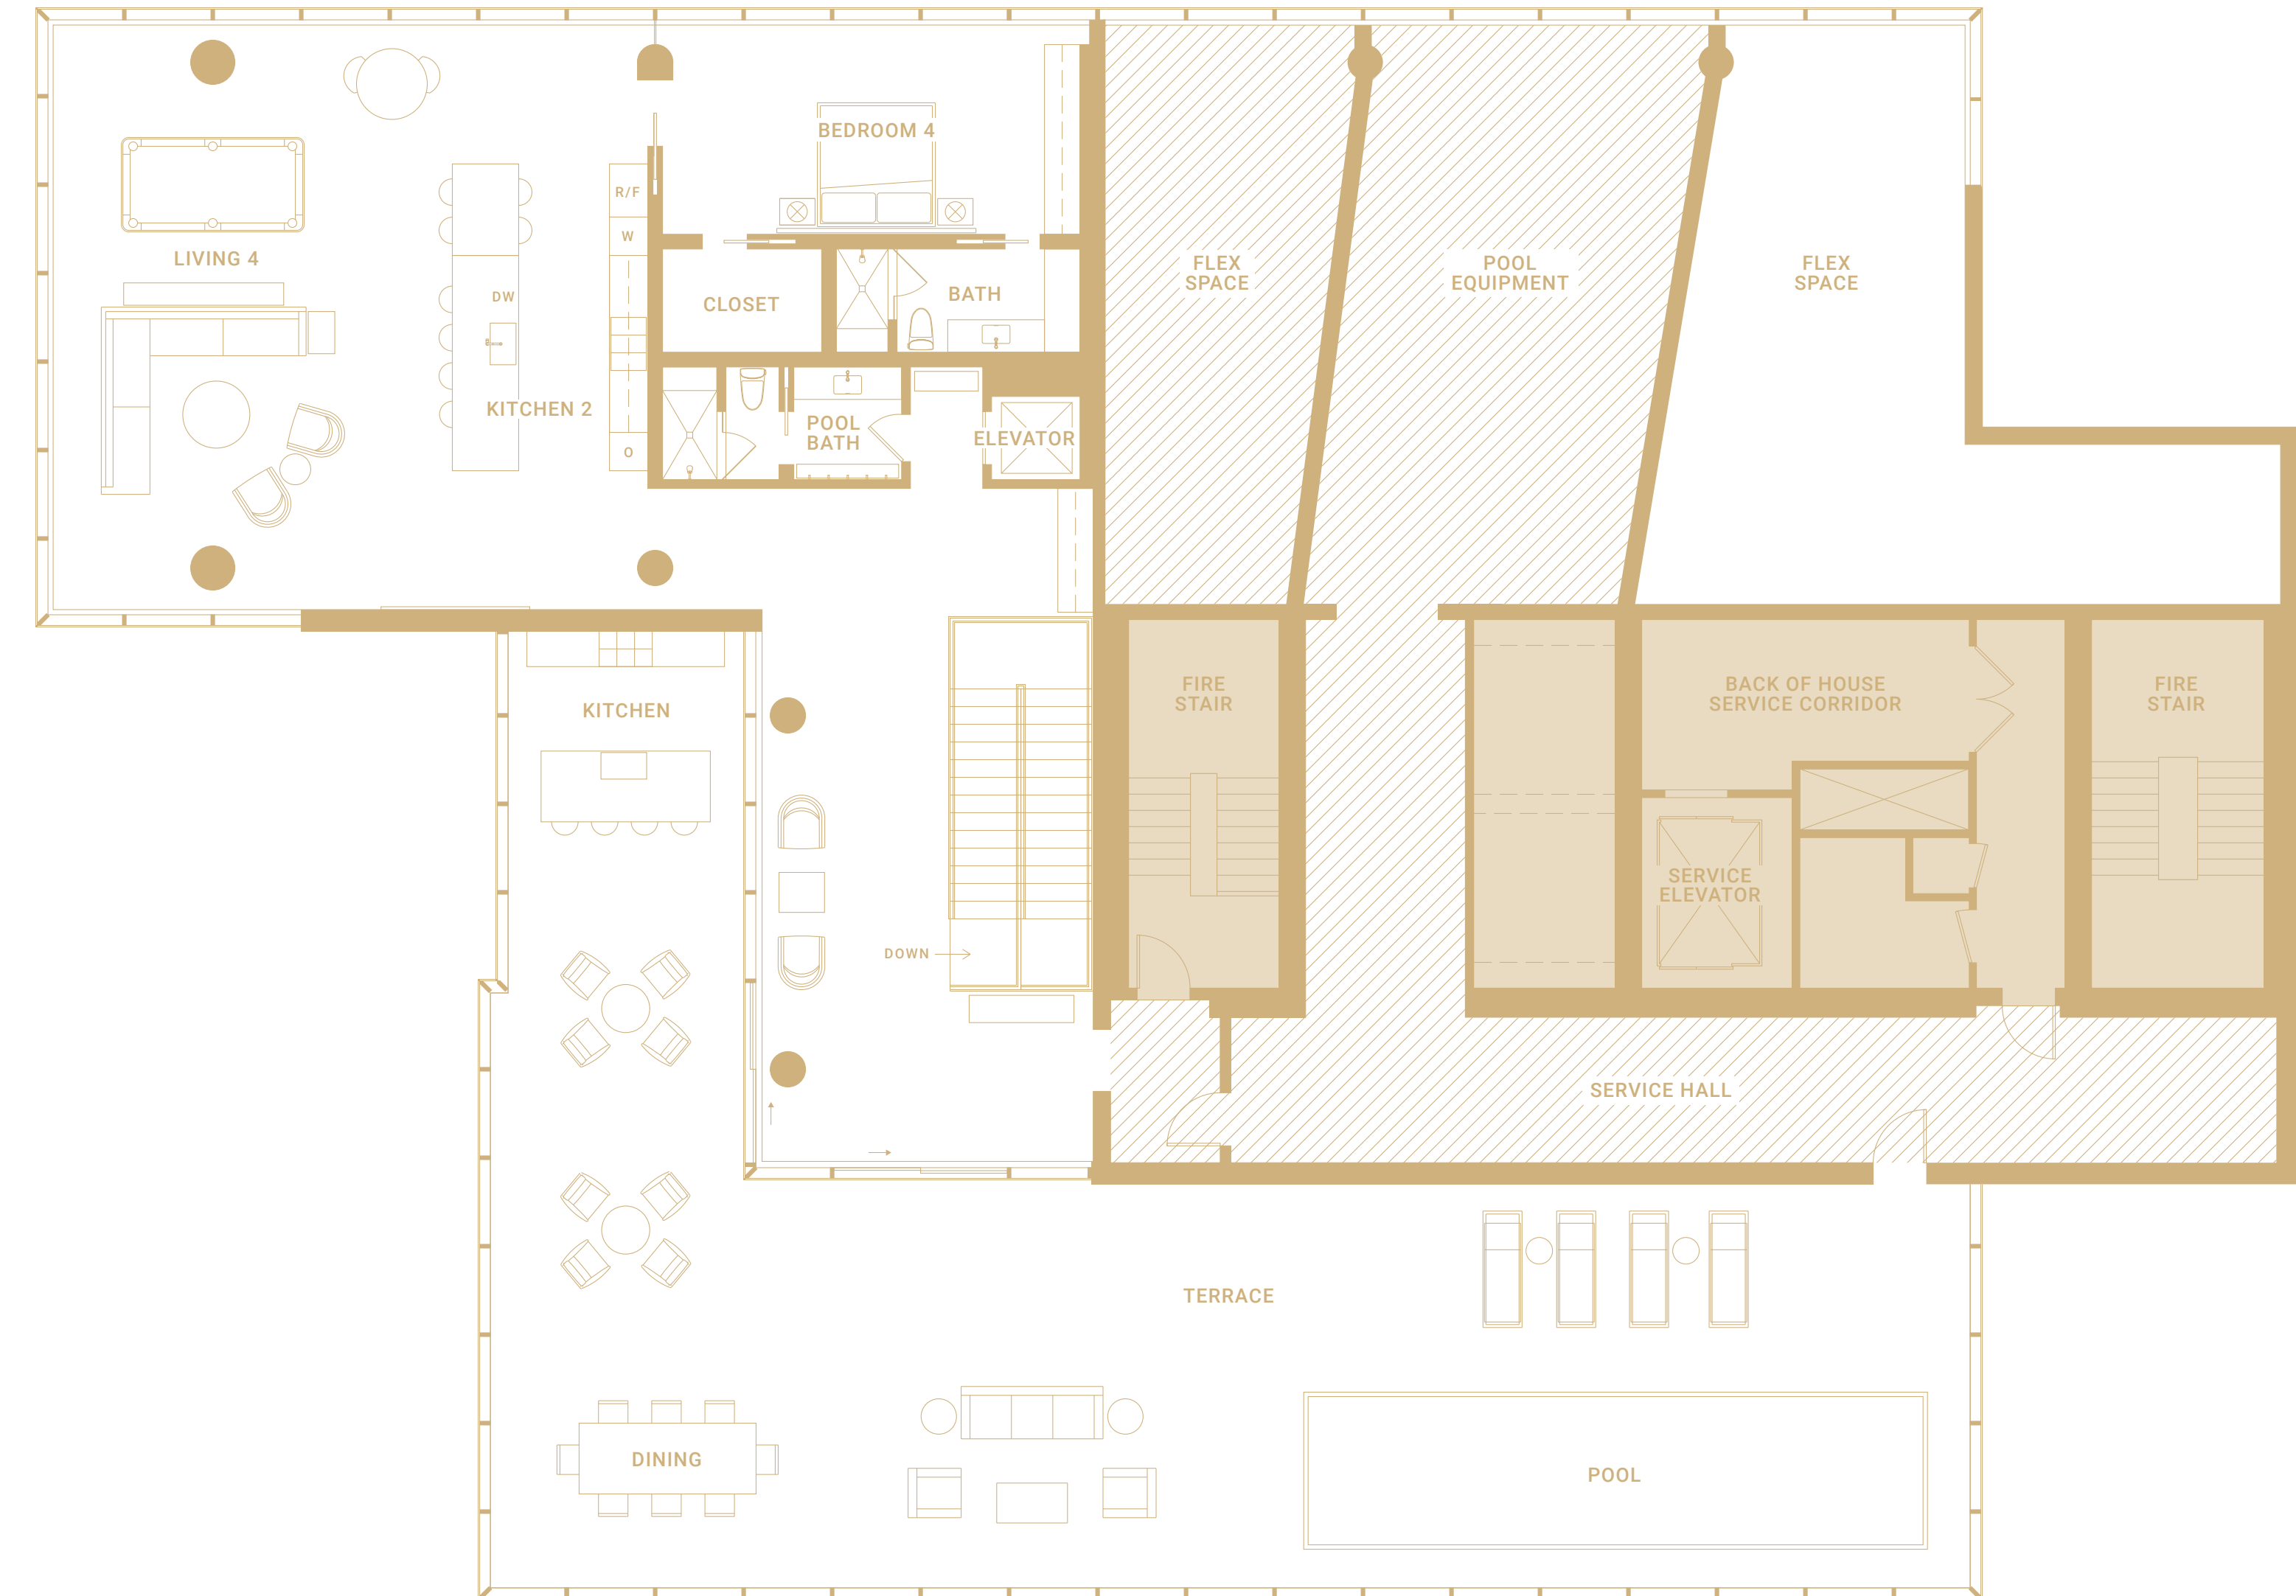 BEDROOM 4
R/F
W
LIVING 4
DW
CLOSET
BATH
FLEX
SPACE
POOL
EQUIPMENT
FLEX
SPACE
KITCHEN 2
POOL
BATH
ELEVATOR
O
KITCHEN
FIRE
STAIR
BACK OF HOUSE
SERVICE CORRIDOR
FIRE
STAIR
SERVICE
ELEVATOR
DOWN
SERVICE HALL
TERRACE
DINING
POOL